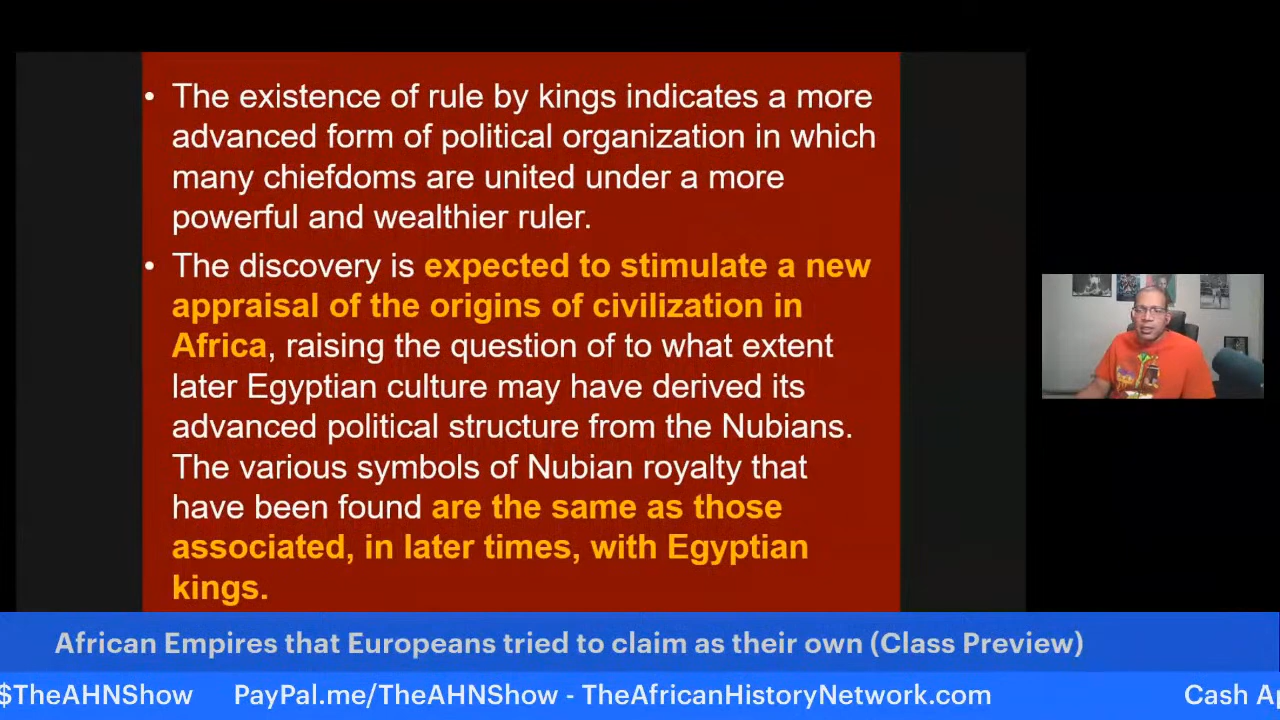 • The existence of rule by kings indicates a more
advanced form of political organization in which
many chiefdoms are united under a more
powerful and wealthier ruler.
• The discovery is expected to stimulate a new
appraisal of the origins of civilization in
Africa, raising the question of to what extent
later Egyptian culture may have derived its
advanced political structure from the Nubians.
The various symbols of Nubian royalty that
have been found are the same as those
associated, in later times, with Egyptian
kings.
African Empires that Europeans tried to claim as their own (Class Preview)
$TheAHNShow PayPal.me/TheAHNShow - TheAfricanHistoryNetwork.com Cash A